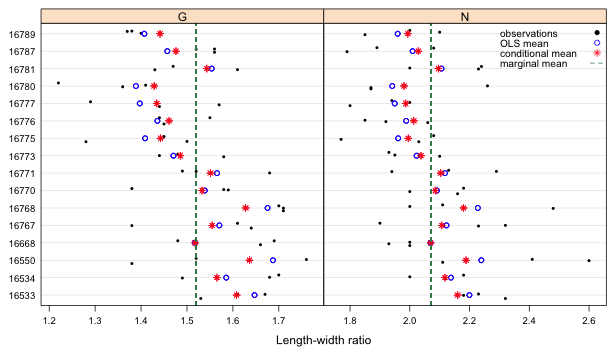 G N
16789
16787
16781
16780
16777
16776
16775
16773
16771
16770
16768
16767
16668
16550
16534
16533
observations
OLS mean
conditional mean
marginal mean
1.2 1.3 1.4 1.5 1.6 1.7 1.8 2.0 2.2 2.4 2.6
Length-width ratio